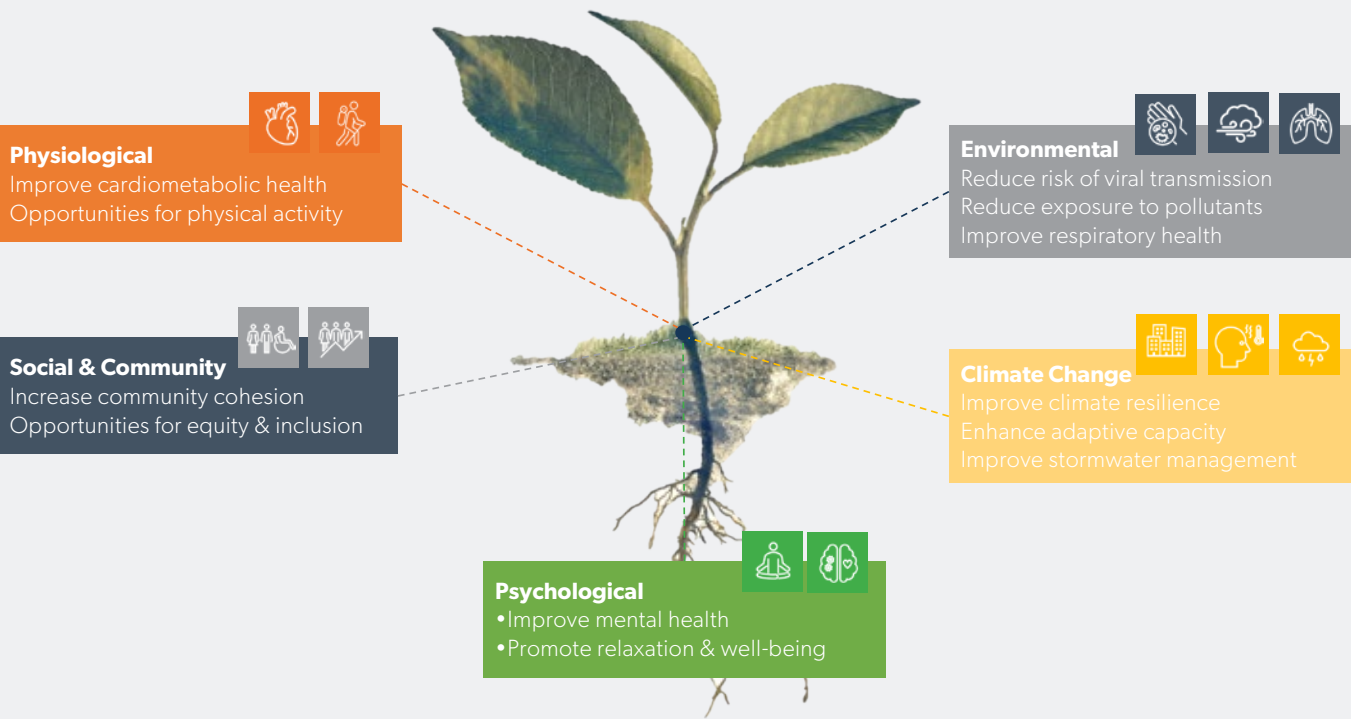 Physiological
Improve cardiometabolic health
Opportunities for physical activity
Social & Community
Increase community cohesion
Opportunities for equity & inclusion
Environmental
Reduce risk of viral transmission
Reduce exposure to pollutants
Improve respiratory health
Climate Change
Improve climate resilience
Enhance adaptive capacity
Improve stormwater management
Psychological
•Improve mental health
•Promote relaxation & well-being